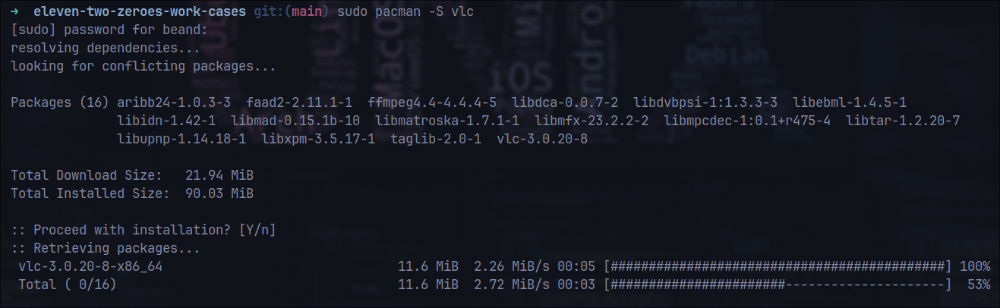 → eleven-two-zeroes-work-cases git:(main) sudo pacman -S vlc
[sudo] password for beand:
resolving dependencies...
looking for conflicting packages...
Packages (16) aribb24-1.0.3-3 faad2-2.11.1-1 ffmpeg4.4-4.4.4-5 libdca-0.0.7-2 libdvbpsi-1:1.3.3-3 libebml-1.4.5-1
libidn-1.42-1 libmad-0.15.1b-10 libmatroska-1.7.1-1 libmfx-23.2.2-2 libmpcdec-1:0.1+r475-4 libtar-1.2.20-7
libupnp-1.14.18-1 libxpm-3.5.17-1 taglib-2.0-1 vlc-3.0.20-8
Total Download Size: 21.94 MiB
Total Installed Size: 90.03 MiB
:: Proceed with installation? [Y/n]
:: Retrieving packages...
vlc-3.0.20-8-x86_64 11.6 MiB 2.26 MiB/s 00:05 [############################################] 100%
Total ( 0/16) 11.6 MiB 2.72 MiB/s 00:03 [#######################---------------------] 53%
MacOS
iOS
Debian
Arch